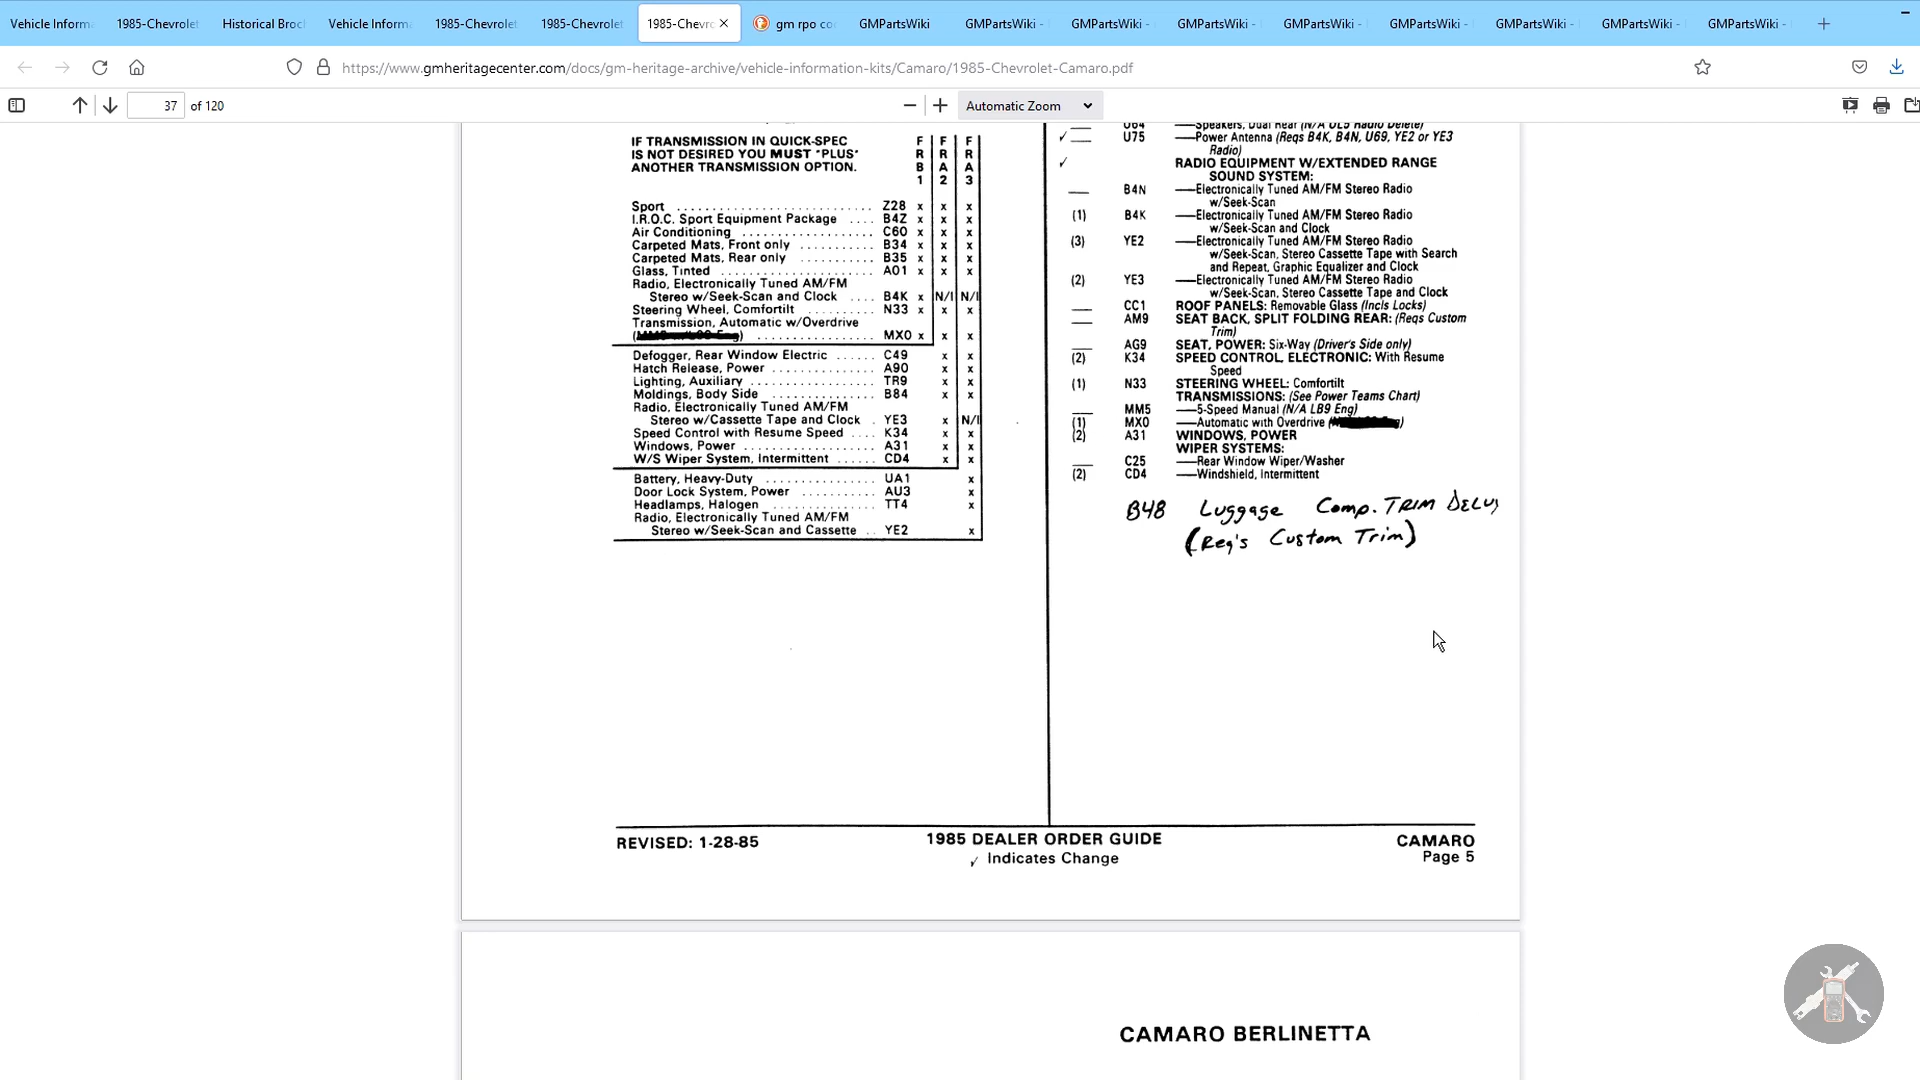 Vehicle Inform
1985-Chevrolet
Historical Broc
Vehicle Inform
1985-Chevrolet
1985-Chevrolet
1985-Chevro
gm rpo co
GMPartsWiki
GMPartsWiki -
GMPartsWiki -
GMPartsWiki -
GMPartsWiki -
GMPartsWiki -
GMPartsWiki -
GMPartsWiki -
GMPartsWiki -
https://www.gmheritagecenter.com/docs/gm-heritage-archive/vehicle-information-kits/Camaro/1985-Chevrolet-Camaro.pdf
37 of 120
Automatic Zoom
IF TRANSMISSION IN QUICK-SPEC F F F
IS NOT DESIRED YOU MUST "PLUS" R R R
ANOTHER TRANSMISSION OPTION. B A A
1 2 3
Sport ........ Z28 x x x
I.R.O.C. Sport Equipment Package .... B4Z x x x
Air Conditioning ........ C60 x x x
Carpeted Mats, Front only ........ B34 x x x
Carpeted Mats, Rear only ........ B35 x x x
Glass, Tinted ........ A01 x x x
Radio, Electronically Tuned AM/FM
Stereo w/Seek-Scan and Clock .... B4K x N/I N/I
Steering Wheel, Comfortilt ........ N33 x x x
Transmission, Automatic w/Overdrive
........ MX0 x x x
Defogger, Rear Window Electric ...... C49 x x
Hatch Release, Power ........ A90 x x
Lighting, Auxiliary ........ TR9 x x
Moldings, Body Side ........ B84 x x
Radio, Electronically Tuned AM/FM
Stereo w/Cassette Tape and Clock . YE3 x N/I
Speed Control with Resume Speed .... K34 x x
Windows, Power ........ A31 x x
W/S Wiper System, Intermittent ...... CD4 x x
Battery, Heavy-Duty ........ UA1 x
Door Lock System, Power ........ AU3 x
Headlamps, Halogen ........ TT4 x
Radio, Electronically Tuned AM/FM
Stereo w/Seek-Scan and Cassette .. YE2 x
U64 —Speakers, Dual Rear (N/A UL5 Radio Delete)
✓ U75 —Power Antenna (Reqs B4K, B4N, U69, YE2 or YE3
Radio)
✓ RADIO EQUIPMENT W/EXTENDED RANGE
SOUND SYSTEM:
B4N —Electronically Tuned AM/FM Stereo Radio
w/Seek-Scan
(1) B4K —Electronically Tuned AM/FM Stereo Radio
w/Seek-Scan and Clock
(3) YE2 —Electronically Tuned AM/FM Stereo Radio
w/Seek-Scan, Stereo Cassette Tape with Search
and Repeat, Graphic Equalizer and Clock
(2) YE3 —Electronically Tuned AM/FM Stereo Radio
w/Seek-Scan, Stereo Cassette Tape and Clock
CC1 ROOF PANELS: Removable Glass (Incls Locks)
AM9 SEAT BACK, SPLIT FOLDING REAR: (Reqs Custom
Trim)
AG9 SEAT, POWER: Six-Way (Driver's Side only)
(2) K34 SPEED CONTROL, ELECTRONIC: With Resume
Speed
(1) N33 STEERING WHEEL: Comfortilt
TRANSMISSIONS: (See Power Teams Chart)
MM5 —5-Speed Manual (N/A LB9 Eng)
(1) MX0 —Automatic with Overdrive
(2) A31 WINDOWS, POWER
WIPER SYSTEMS:
C25 —Rear Window Wiper/Washer
(2) CD4 —Windshield, Intermittent
B48 Luggage Comp. TRIM DELUX
(Req's Custom Trim)
REVISED: 1-28-85
1985 DEALER ORDER GUIDE
✓ Indicates Change
CAMARO
Page 5
CAMARO BERLINETTA